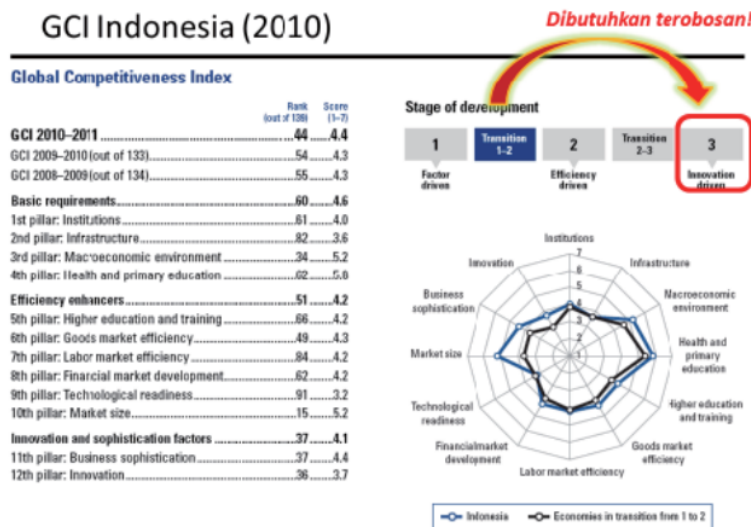 GCI Indonesia (2010)
Dibutuhkan terobosan!
Global Competitiveness Index
Rank (out of 139) Score (1–7)
GCI 2010–2011 44 4.4
GCI 2009–2010 (out of 133) 54 4.3
GCI 2008–2009 (out of 134) 55 4.3
Basic requirements 60 4.6
1st pillar: Institutions 61 4.0
2nd pillar: Infrastructure 82 3.6
3rd pillar: Macroeconomic environment 34 5.2
4th pillar: Health and primary education 62 5.8
Efficiency enhancers 51 4.2
5th pillar: Higher education and training 66 4.2
6th pillar: Goods market efficiency 49 4.3
7th pillar: Labor market efficiency 84 4.2
8th pillar: Financial market development 62 4.2
9th pillar: Technological readiness 91 3.2
10th pillar: Market size 15 5.2
Innovation and sophistication factors 37 4.1
11th pillar: Business sophistication 37 4.4
12th pillar: Innovation 36 3.7
Stage of development
1
Transition 1–2
2
Transition 2–3
3
Factor driven
Efficiency driven
Innovation driven
Institutions
Infrastructure
Macroeconomic environment
Health and primary education
Higher education and training
Goods market efficiency
Labor market efficiency
Financial market development
Technological readiness
Market size
Business sophistication
Innovation
7
6
5
4
3
2
1
Indonesia
Economies in transition from 1 to 2